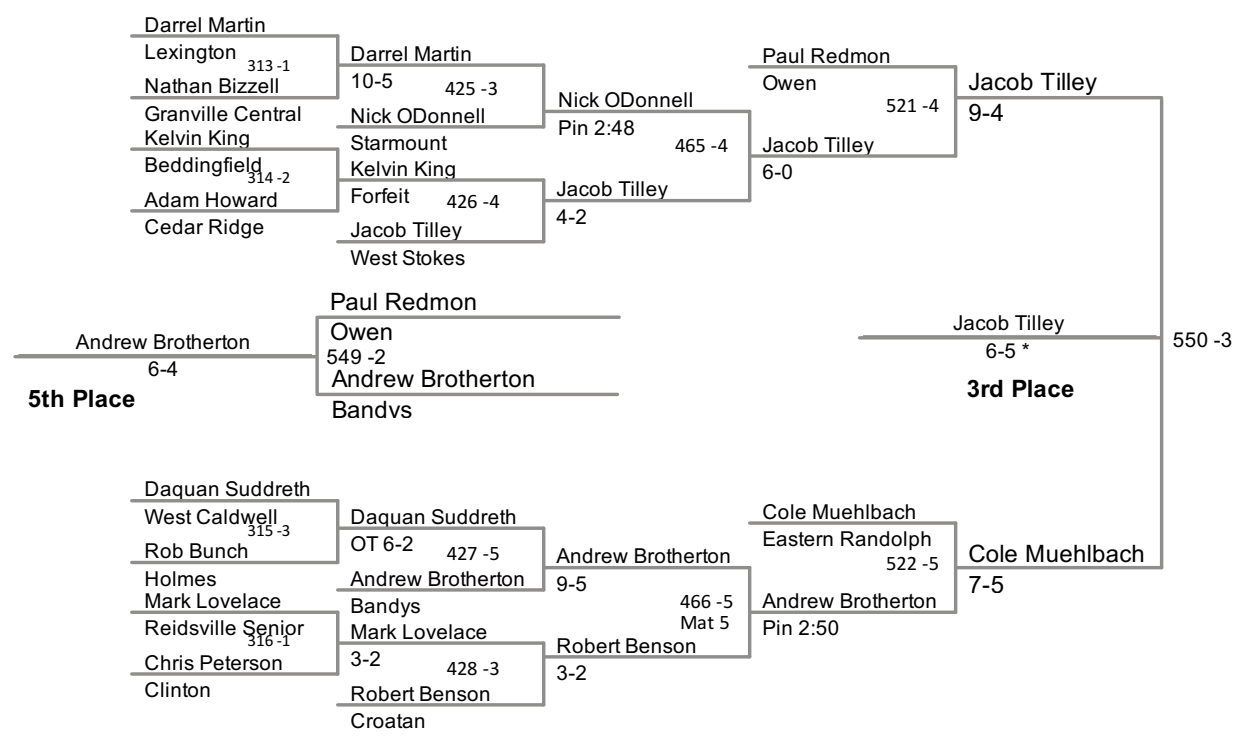 Darrel Martin
Lexington
313 -1
Nathan Bizzell
Granville Central
Kelvin King
Beddingfield
314 -2
Adam Howard
Cedar Ridge
Darrel Martin
10-5
425 -3
Nick ODonnell
Starmount
Kelvin King
Forfeit
426 -4
Jacob Tilley
West Stokes
Nick ODonnell
Pin 2:48
465 -4
Jacob Tilley
4-2
Paul Redmon
Owen
521 -4
Jacob Tilley
6-0
Jacob Tilley
9-4
Paul Redmon
Owen
549 -2
Andrew Brotherton
Bandys
Andrew Brotherton
6-4
5th Place
Jacob Tilley
6-5 *
3rd Place
550 -3
Daquan Suddreth
West Caldwell
315 -3
Rob Bunch
Holmes
Mark Lovelace
Reidsville Senior
316 -1
Chris Peterson
Clinton
Daquan Suddreth
OT 6-2
427 -5
Andrew Brotherton
Bandys
Mark Lovelace
3-2
428 -3
Robert Benson
Croatan
Andrew Brotherton
9-5
466 -5
Mat 5
Robert Benson
3-2
Cole Muehlbach
Eastern Randolph
522 -5
Andrew Brotherton
Pin 2:50
Cole Muehlbach
7-5